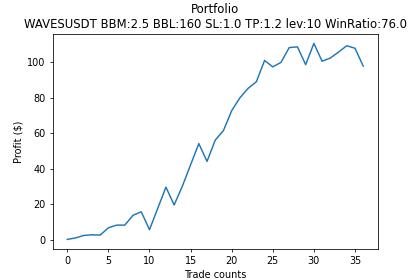 Portfolio
WAVESUSDT BBM:2.5 BBL:160 SL:1.0 TP:1.2 lev:10 WinRatio:76.0
100
80
60
40
20
0
Profit ($)
0 5 10 15 20 25 30 35
Trade counts